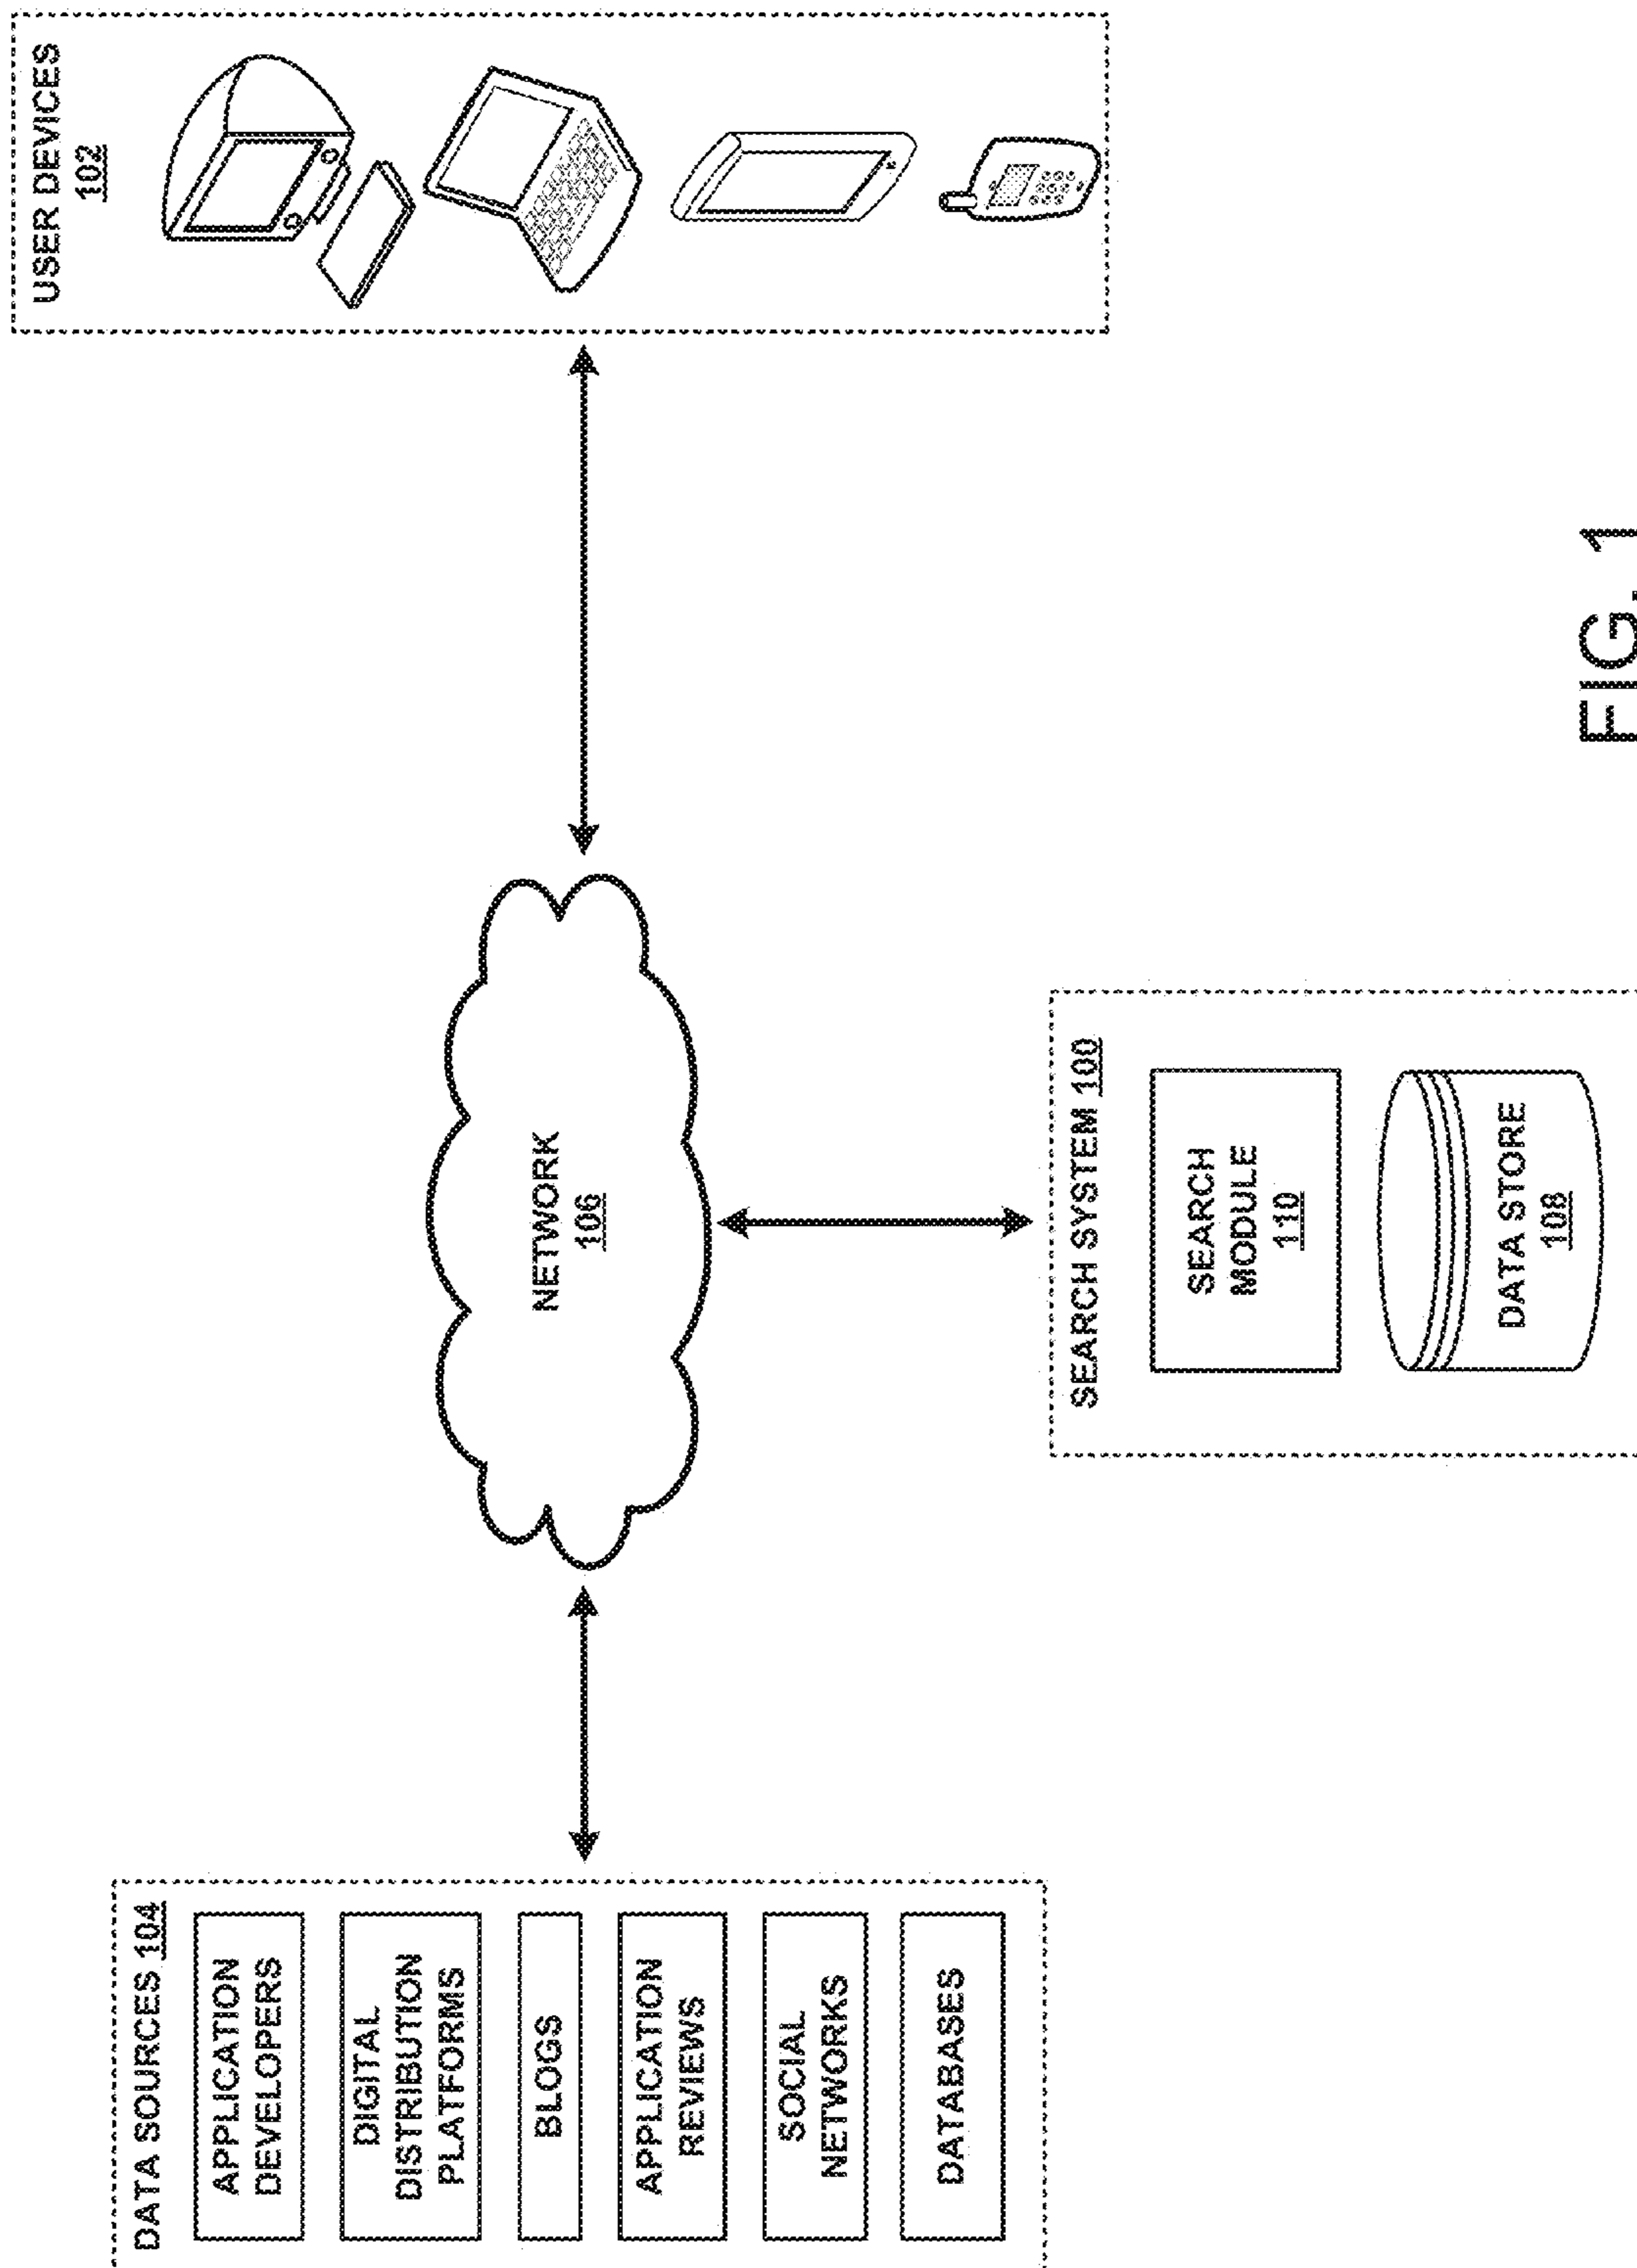 DATA SOURCES 104
APPLICATION
DEVELOPERS
DIGITAL
DISTRIBUTION
PLATFORMS
BLOGS
APPLICATION
REVIEWS
SOCIAL
NETWORKS
DATABASES
NETWORK
106
SEARCH SYSTEM 100
SEARCH
MODULE
110
DATA STORE
108
USER DEVICES
102
FIG. 1